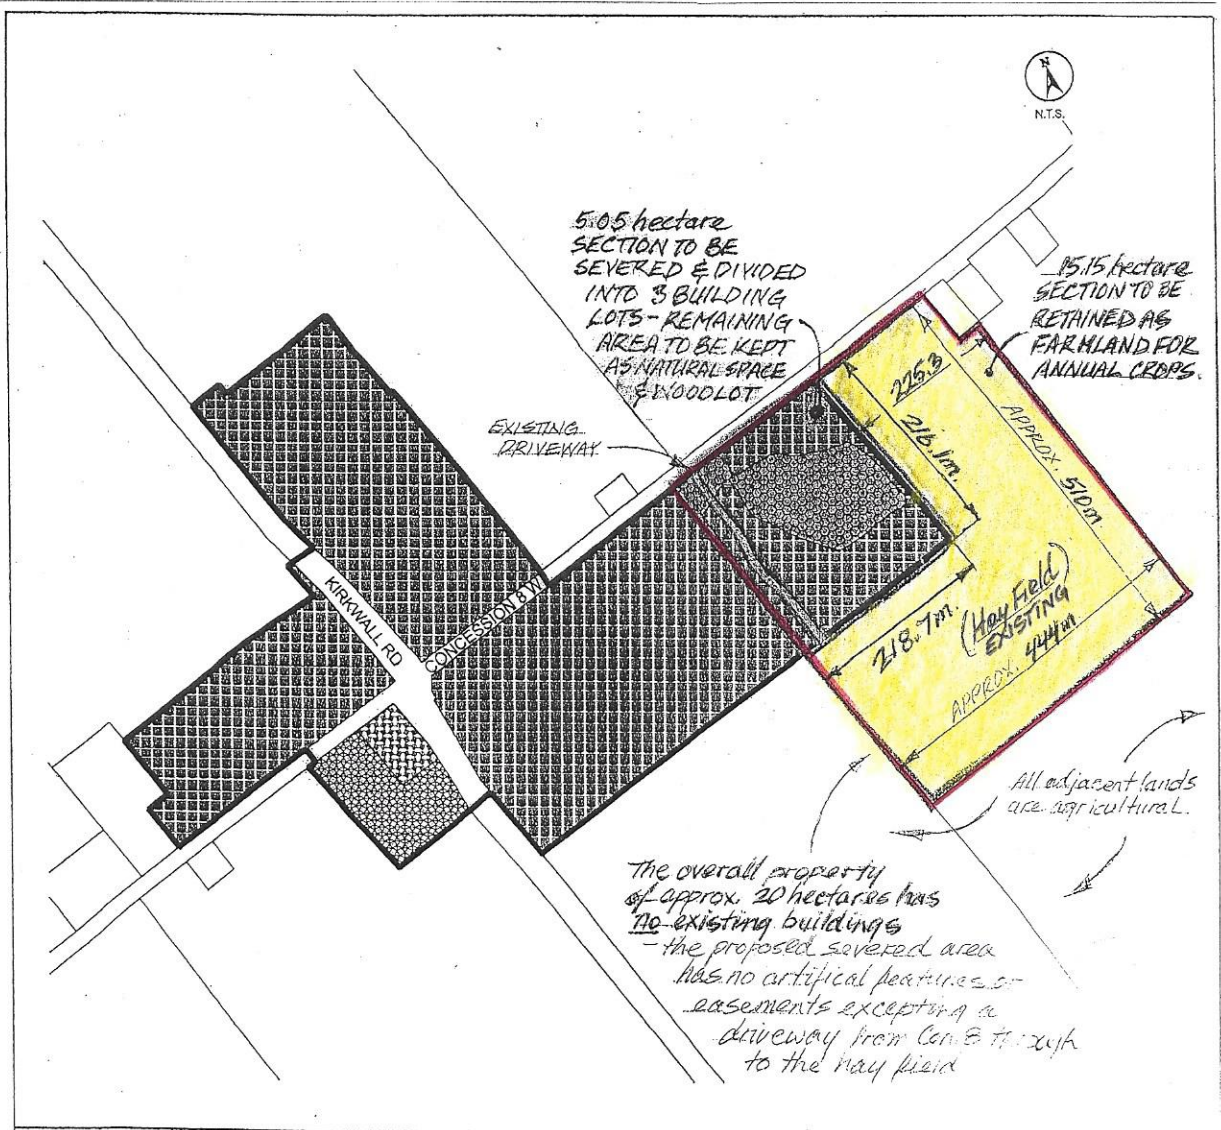 N
N.T.S.
5.05 hectare
SECTION TO BE
SEVERED & DIVIDED
INTO 3 BUILDING
LOTS - REMAINING
AREA TO BE KEPT
AS NATURAL SPACE
& WOODLOT
15.15 hectare
SECTION TO BE
RETAINED AS
FARMLAND FOR
ANNUAL CROPS.
EXISTING
DRIVEWAY
225.3
216.1m.
APPROX. 510m.
KIRKWALL RD
CONCESSION 8 W
218.7m.
(Hay Field)
EXISTING
APPROX. 444m.
All adjacent lands
are agricultural.
The overall property
of approx. 20 hectares has
no existing buildings
- the proposed severed area
has no artifical features or
easements excepting a
driveway from Con. 8 through
to the hay field